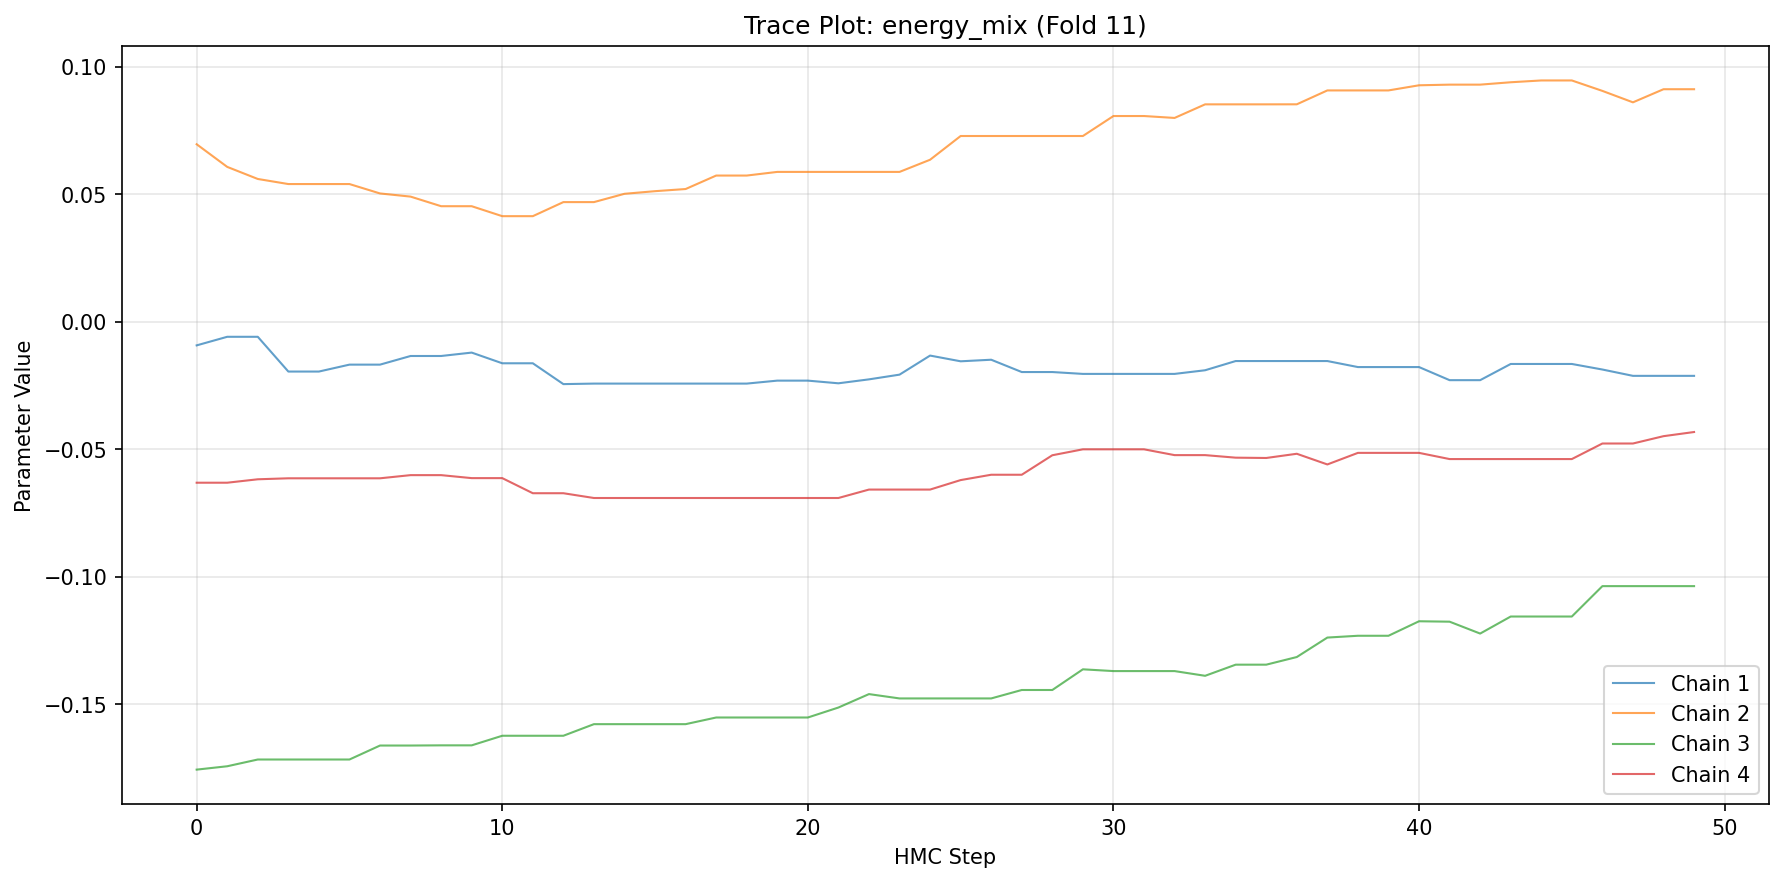 Trace Plot: energy_mix (Fold 11)
0.10
0.05
0.00
−0.05
−0.10
−0.15
Parameter Value
0
10
20
30
40
50
HMC Step
Chain 1
Chain 2
Chain 3
Chain 4